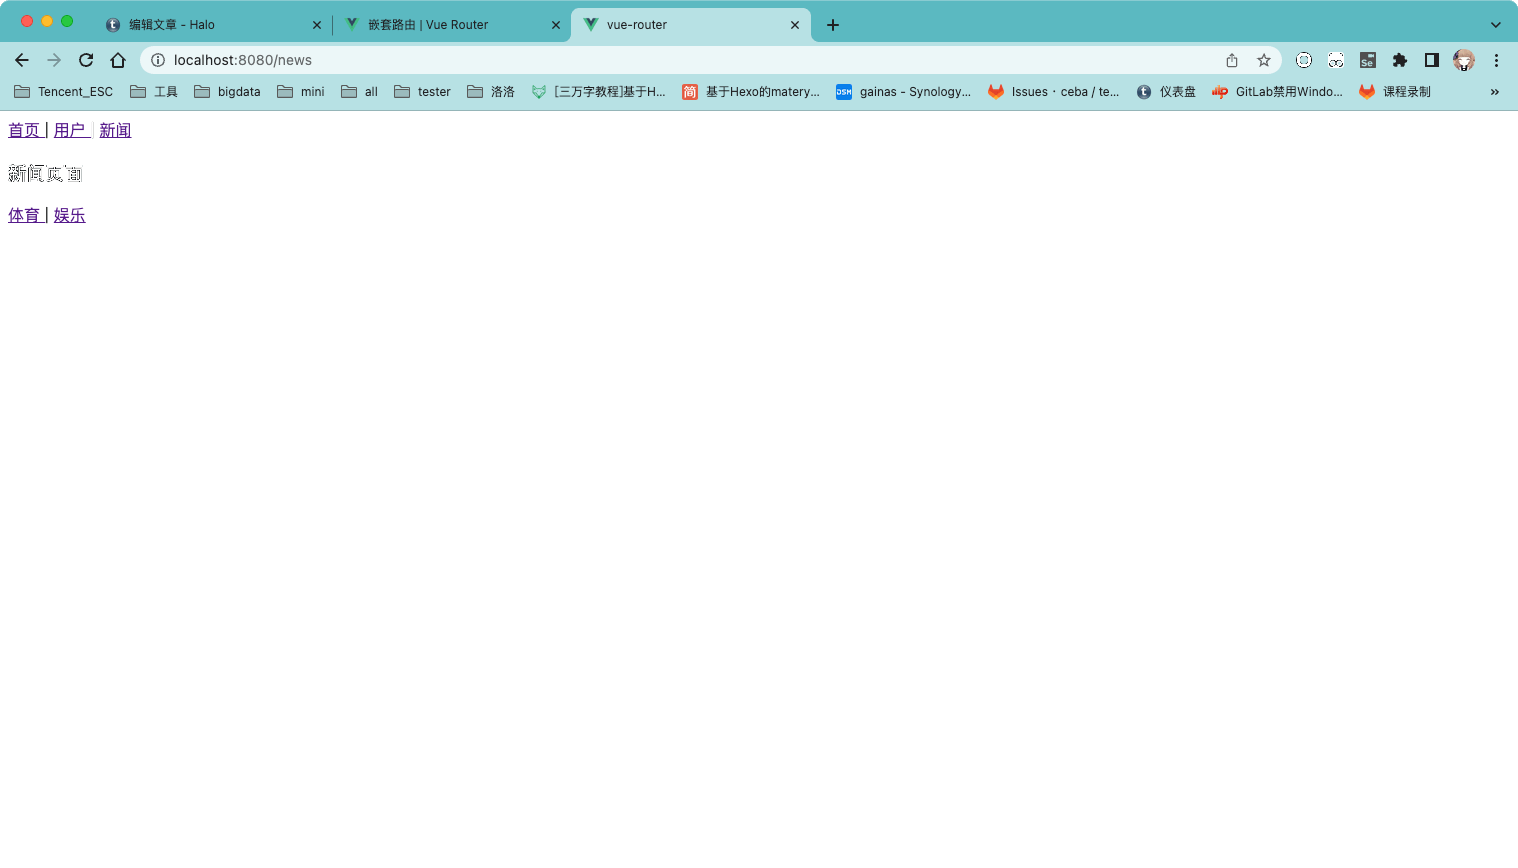 编辑文章 - Halo
嵌套路由 | Vue Router
vue-router
localhost:8080/news
Tencent_ESC 工具 bigdata mini all tester 洛洛 [三万字教程]基于H... 基于Hexo的matery... gainas - Synology... Issues · ceba / te... 仪表盘 GitLab禁用Windo... 课程录制 »
首页 | 用户 | 新闻
新闻页面
体育 | 娱乐